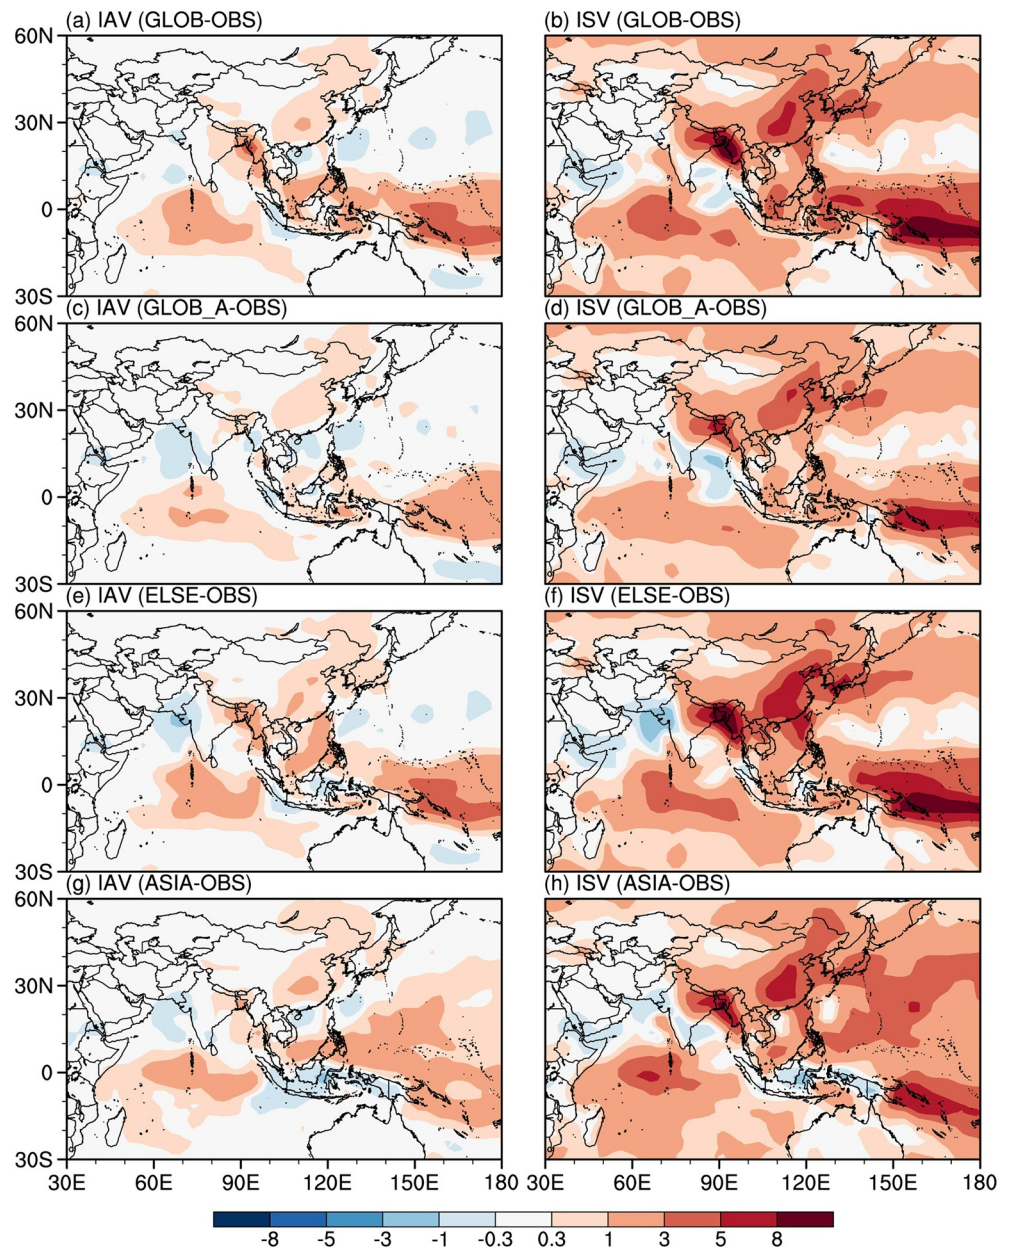 (a) IAV (GLOB-OBS) (b) ISV (GLOB-OBS)
60N
30N
0
30S
(c) IAV (GLOB_A-OBS) (d) ISV (GLOB_A-OBS)
60N
30N
0
30S
(e) IAV (ELSE-OBS) (f) ISV (ELSE-OBS)
60N
30N
0
30S
(g) IAV (ASIA-OBS) (h) ISV (ASIA-OBS)
60N
30N
0
30S
30E 60E 90E 120E 150E 180 30E 60E 90E 120E 150E 180
-8 -5 -3 -1 -0.3 0.3 1 3 5 8